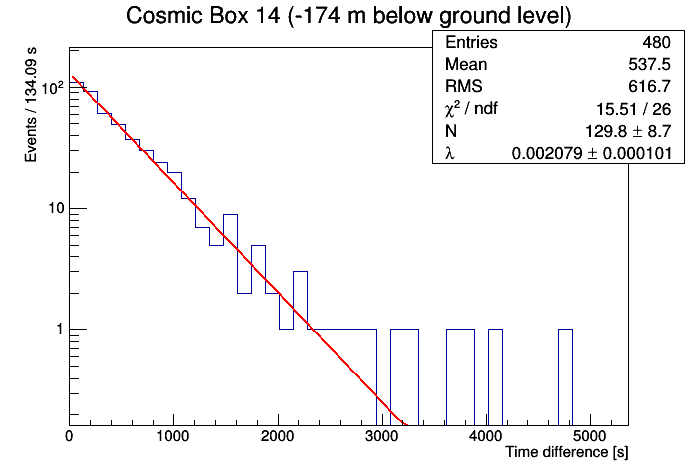 Cosmic Box 14 (-174 m below ground level)
Entries 480
Mean 537.5
RMS 616.7
χ² / ndf 15.51 / 26
N 129.8 ± 8.7
λ 0.002079 ± 0.000101
Events / 134.09 s
10²
10
1
0 1000 2000 3000 4000 5000
Time difference [s]